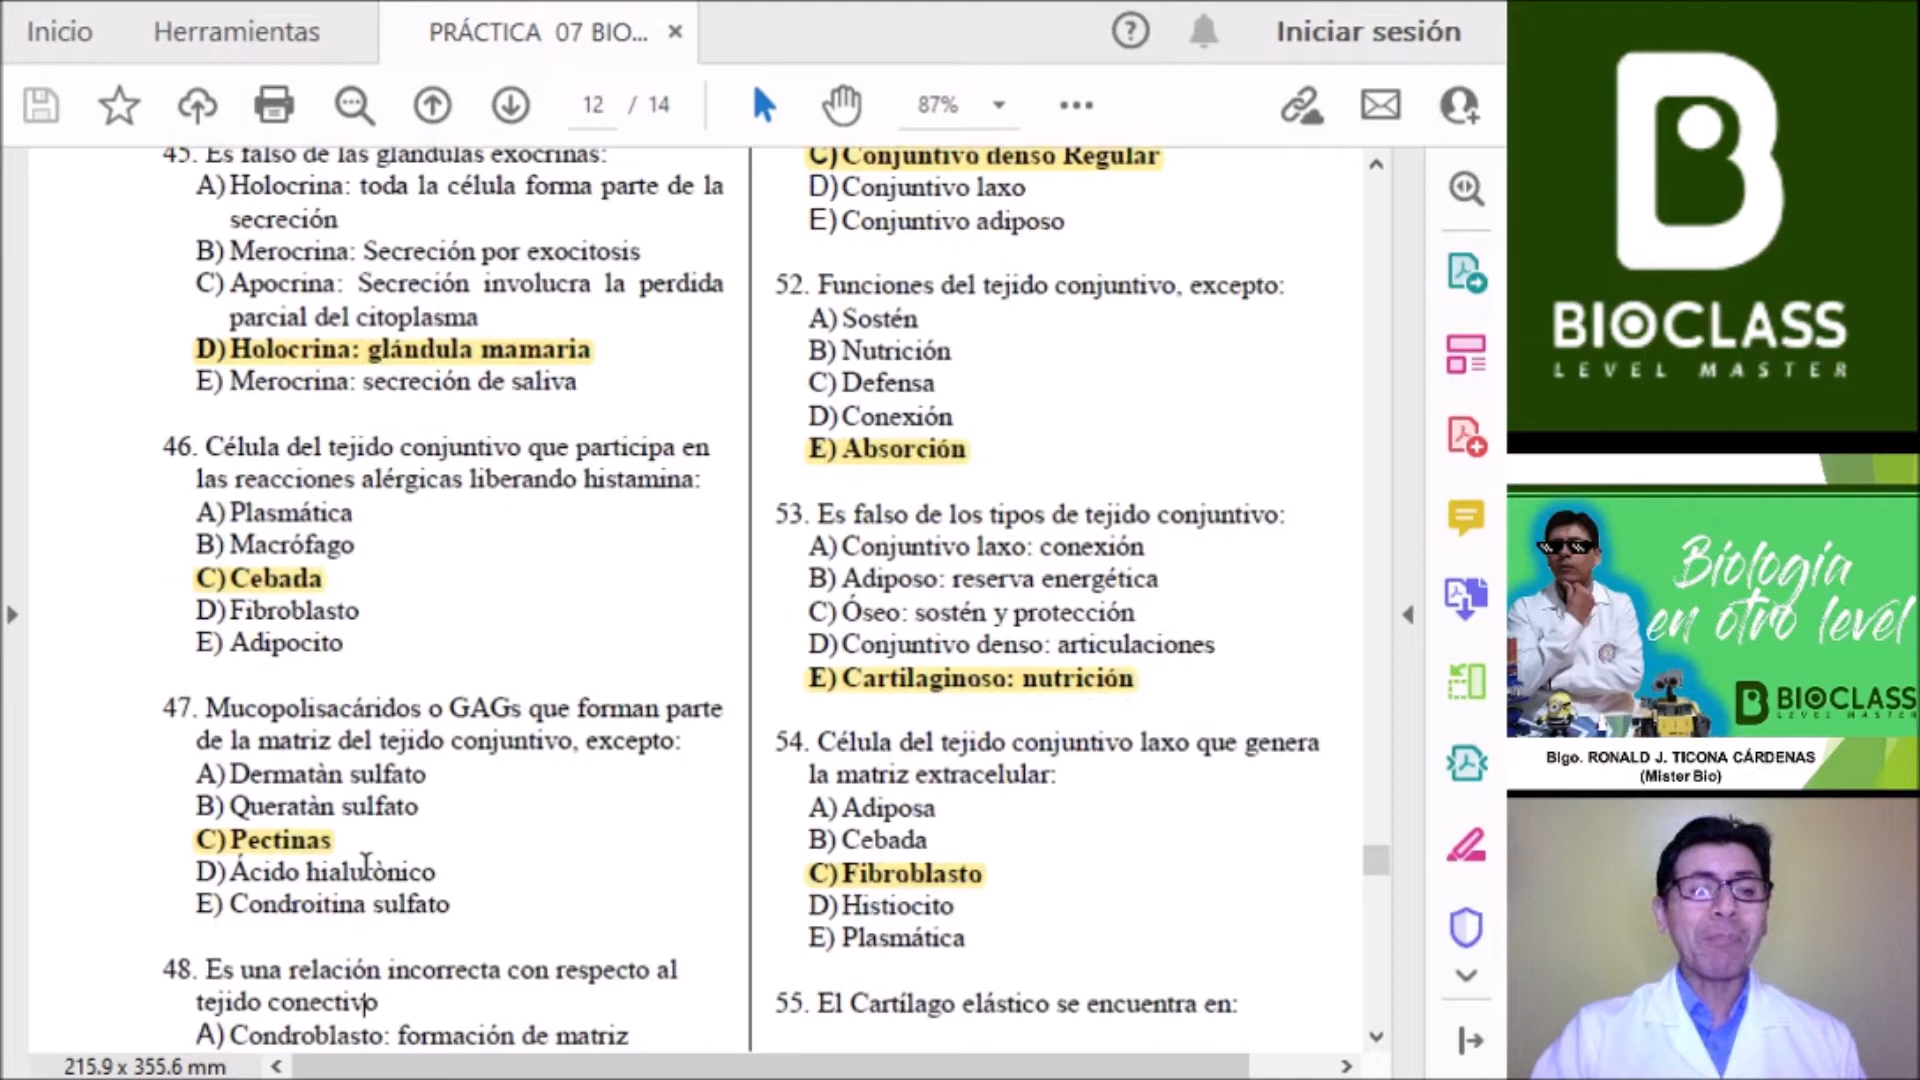 Inicio
Herramientas
PRÁCTICA 07 BIO...
Iniciar sesión
12 / 14
87%
45. Es falso de las glándulas exocrinas:
A) Holocrina: toda la célula forma parte de la
secreción
B) Merocrina: Secreción por exocitosis
C) Apocrina: Secreción involucra la perdida
parcial del citoplasma
D) Holocrina: glándula mamaria
E) Merocrina: secreción de saliva
46. Célula del tejido conjuntivo que participa en
las reacciones alérgicas liberando histamina:
A) Plasmática
B) Macrófago
C) Cebada
D) Fibroblasto
E) Adipocito
47. Mucopolisacáridos o GAGs que forman parte
de la matriz del tejido conjuntivo, excepto:
A) Dermatàn sulfato
B) Queratàn sulfato
C) Pectinas
D) Ácido hialurònico
E) Condroitina sulfato
48. Es una relación incorrecta con respecto al
tejido conectivo
A) Condroblasto: formación de matriz
C) Conjuntivo denso Regular
D) Conjuntivo laxo
E) Conjuntivo adiposo
52. Funciones del tejido conjuntivo, excepto:
A) Sostén
B) Nutrición
C) Defensa
D) Conexión
E) Absorción
53. Es falso de los tipos de tejido conjuntivo:
A) Conjuntivo laxo: conexión
B) Adiposo: reserva energética
C) Óseo: sostén y protección
D) Conjuntivo denso: articulaciones
E) Cartilaginoso: nutrición
54. Célula del tejido conjuntivo laxo que genera
la matriz extracelular:
A) Adiposa
B) Cebada
C) Fibroblasto
D) Histiocito
E) Plasmática
55. El Cartílago elástico se encuentra en:
215.9 x 355.6 mm
BIOCLASS
LEVEL MASTER
Biología
en otro level
BIOCLASS
LEVEL MASTER
Blgo. RONALD J. TICONA CÁRDENAS
(Mister Bio)